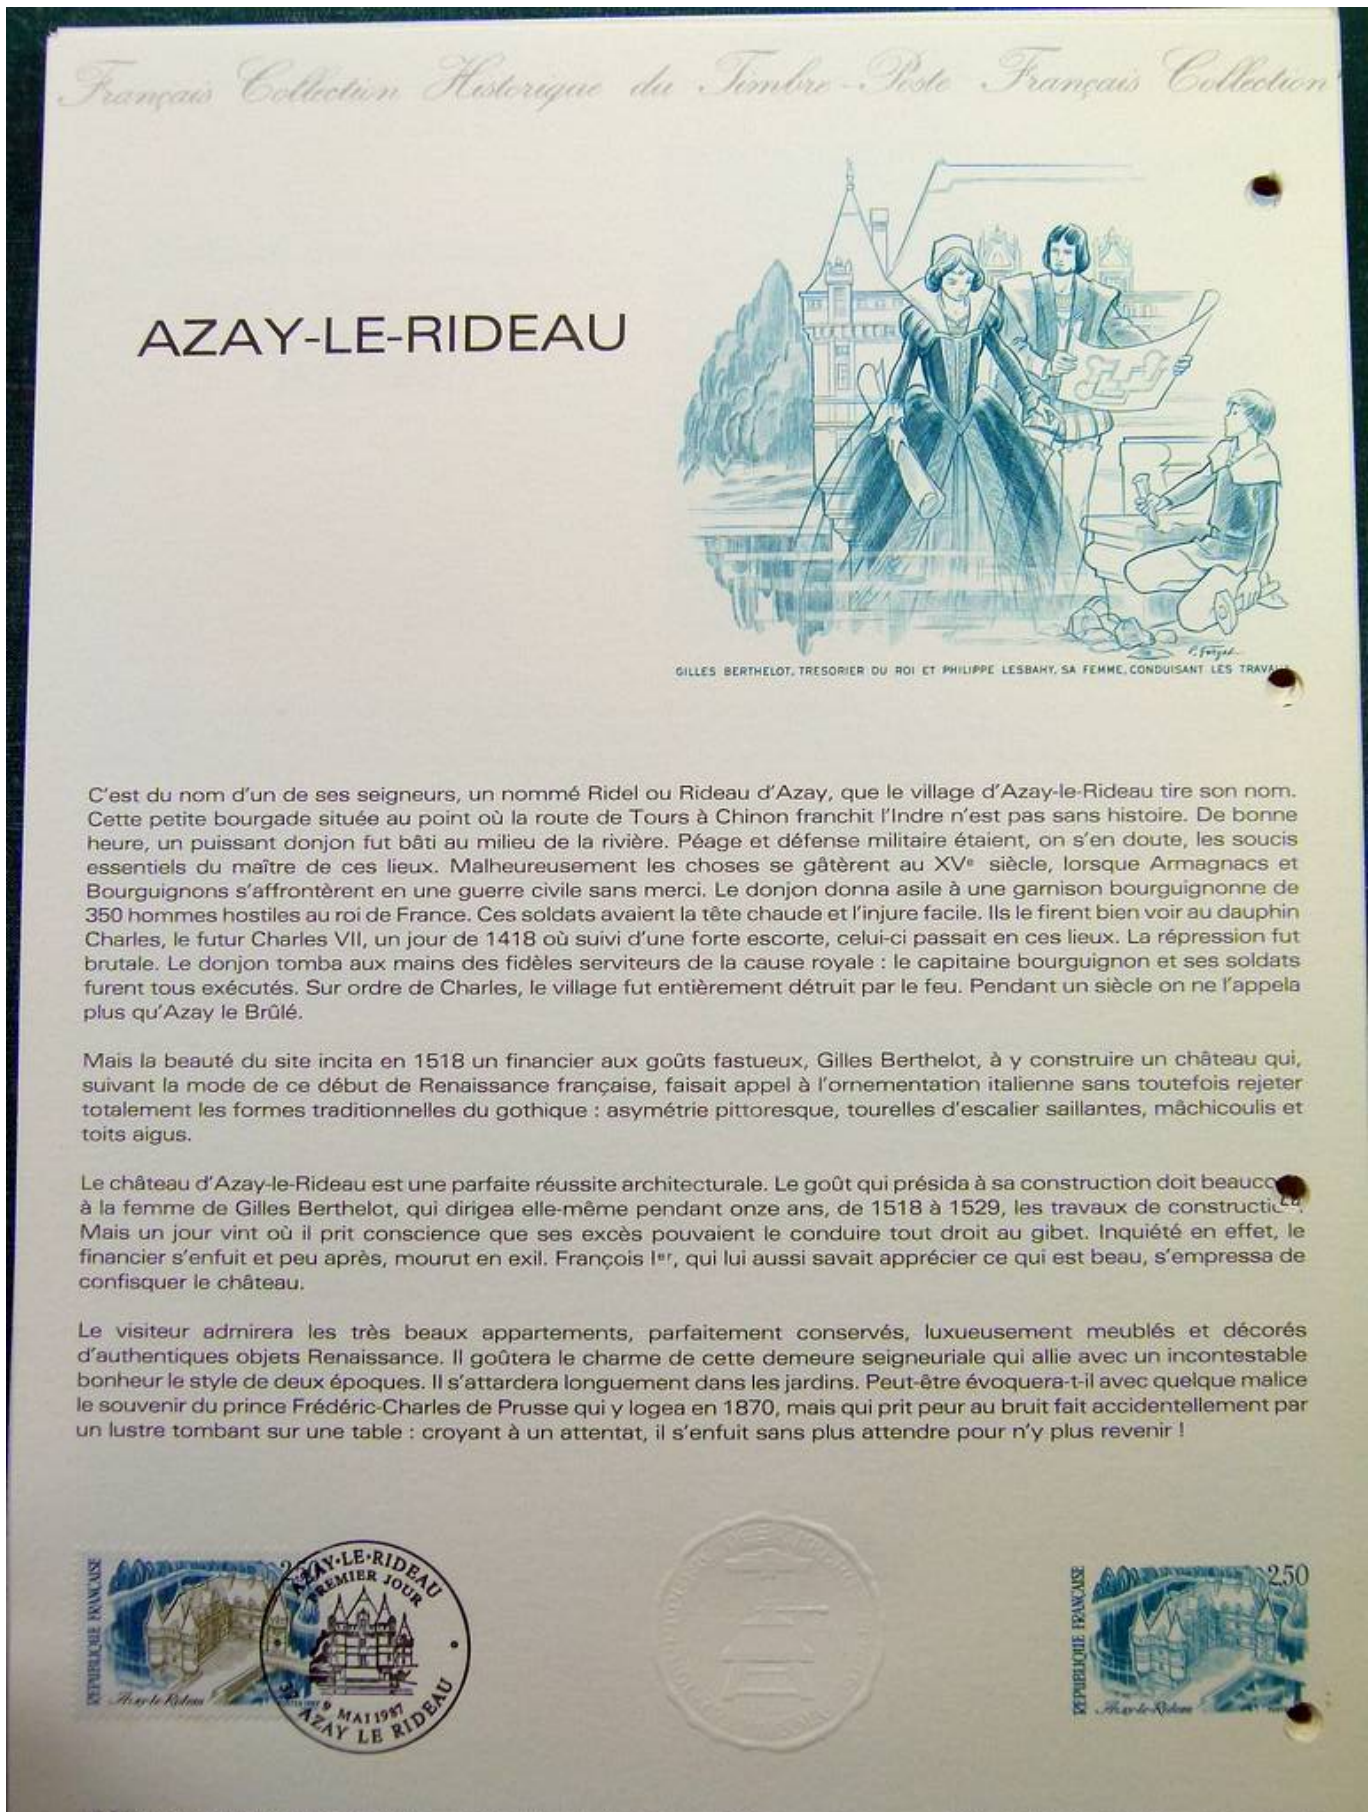 Français Collection Historique du Timbre-Poste Français Collection
AZAY-LE-RIDEAU
GILLES BERTHELOT, TRESORIER DU ROI ET PHILIPPE LESBAHY, SA FEMME, CONDUISANT LES
C'est du nom d'un de ses seigneurs, un nommé Ridel ou Rideau d'Azay, que le village d'Azay-le-Rideau tire son nom.
Cette petite bourgade située au point où la route de Tours à Chinon franchit l'Indre n'est pas sans histoire. De bonne
heure, un puissant donjon fut bâti au milieu de la rivière. Péage et défense militaire étaient, on s'en doute, les soucis
essentiels du maître de ces lieux. Malheureusement les choses se gâtèrent au XVe siècle, lorsque Armagnacs et
Bourguignons s'affrontèrent en une guerre civile sans merci. Le donjon donna asile à une garnison bourguignonne de
350 hommes hostiles au roi de France. Ces soldats avaient la tête chaude et l'injure facile. Ils le firent bien voir au dauphin
Charles, le futur Charles VII, un jour de 1418 où suivi d'une forte escorte, celui-ci passait en ces lieux. La répression fut
brutale. Le donjon tomba aux mains des fidèles serviteurs de la cause royale : le capitaine bourguignon et ses soldats
furent tous exécutés. Sur ordre de Charles, le village fut entièrement détruit par le feu. Pendant un siècle on ne l'appela
plus qu'Azay le Brûlé.
Mais la beauté du site incita en 1518 un financier aux goûts fastueux, Gilles Berthelot, à y construire un château qui,
suivant la mode de ce début de Renaissance française, faisait appel à l'ornementation italienne sans toutefois rejeter
totalement les formes traditionnelles du gothique : asymétrie pittoresque, tourelles d'escalier saillantes, mâchicoulis et
toits aigus.
Le château d'Azay-le-Rideau est une parfaite réussite architecturale. Le goût qui présida à sa construction doit
à la femme de Gilles Berthelot, qui dirigea elle-même pendant onze ans, de 1518 à 1529, les travaux de
Mais un jour vint où il prit conscience que ses excès pouvaient le conduire tout droit au gibet. Inquiété en effet, le
financier s'enfuit et peu après, mourut en exil. François Ier, qui lui aussi savait apprécier ce qui est beau, s'empressa de
confisquer le château.
Le visiteur admirera les très beaux appartements, parfaitement conservés, luxueusement meublés et décorés
d'authentiques objets Renaissance. Il goûtera le charme de cette demeure seigneuriale qui allie avec un incontestable
bonheur le style de deux époques. Il s'attardera longuement dans les jardins. Peut-être évoquera-t-il avec quelque malice
le souvenir du prince Frédéric-Charles de Prusse qui y logea en 1870, mais qui prit peur au bruit fait accidentellement par
un lustre tombant sur une table : croyant à un attentat, il s'enfuit sans plus attendre pour n'y plus revenir !
REPUBLIQUE FRANÇAISE
Azay-le-Rideau
AZAY·LE·RIDEAU
PREMIER JOUR
9 MAI 1987
37 AZAY LE RIDEAU
REPUBLIQUE FRANÇAISE
2,50
Azay-le-Rideau